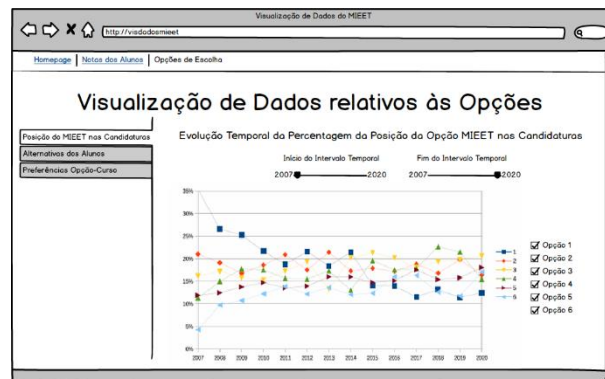 Visualização de Dados do MIEET
http://visdadosmieet
Homepage Notas dos Alunos Opções de Escolha
Visualização de Dados relativos às Opções
Posição do MIEET nas Candidaturas
Alternativas dos Alunos
Preferências Opção-Curso
Evolução Temporal da Percentagem da Posição da Opção MIEET nas Candidaturas
Início do Intervalo Temporal Fim do Intervalo Temporal
2007 2020 2007 2020
35%
30%
25%
20%
15%
10%
5%
0%
2007 2008 2009 2010 2011 2012 2013 2014 2015 2016 2017 2018 2019 2020
1
2
3
4
5
6
Opção 1
Opção 2
Opção 3
Opção 4
Opção 5
Opção 6